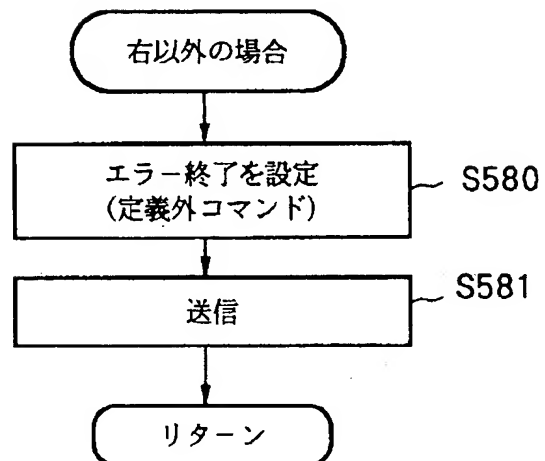 右以外の場合
エラー終了を設定
(定義外コマンド)
S580
送信
S581
リターン